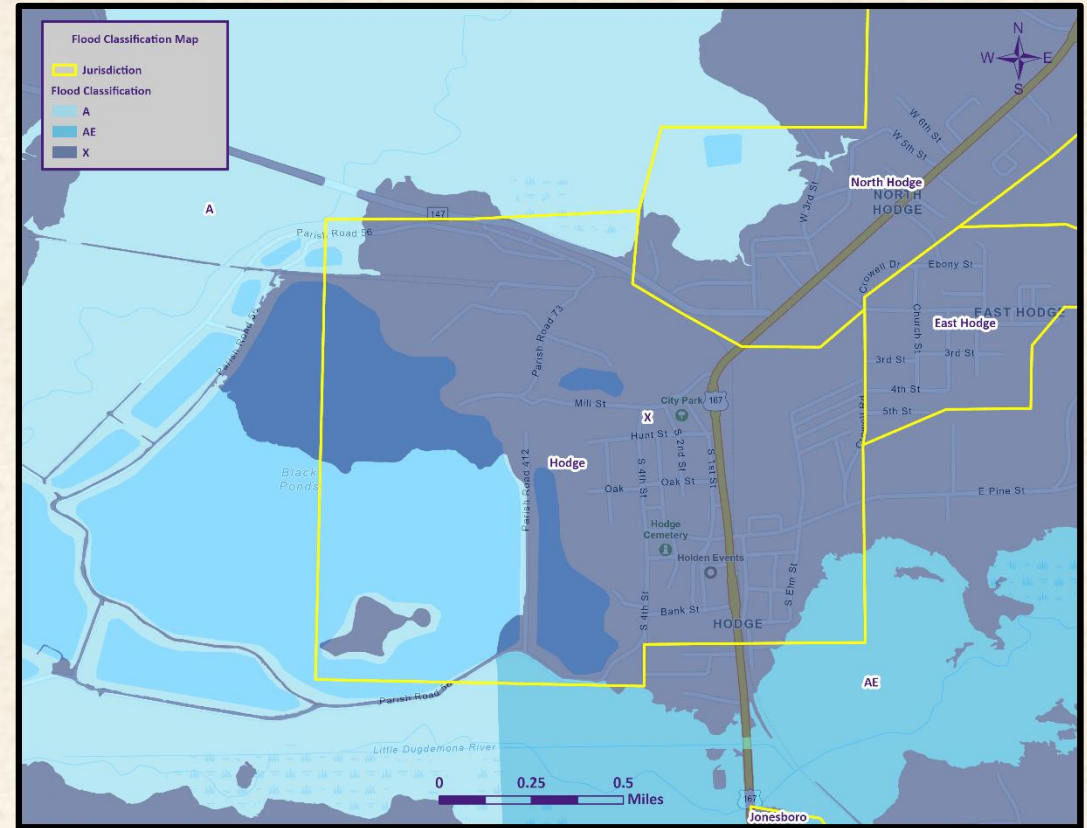 Flood Classification Map
Jurisdiction
Flood Classification
A
AE
X
N
W E
S
W 6th St
W 5th St
W 3rd St
North Hodge
NORTH
HODGE
A
147
Parish Road 56
Crowell Dr
Ebony St
Church St
EAST HODGE
East Hodge
Parish Road 73
3rd St
3rd St
4th St
5th St
Mill St
City Park
167
X
Hunt St
S 2nd St
S 1st St
Hodge
S 4th St
Oak
Oak St
Black
Ponds
Parish Road 412
E Pine St
Hodge
Cemetery
Holden Events
S Elm St
S 4th St
Bank St
HODGE
AE
Parish Road
Little Dugdemona River
0 0.25 0.5
Miles
167
Jonesboro